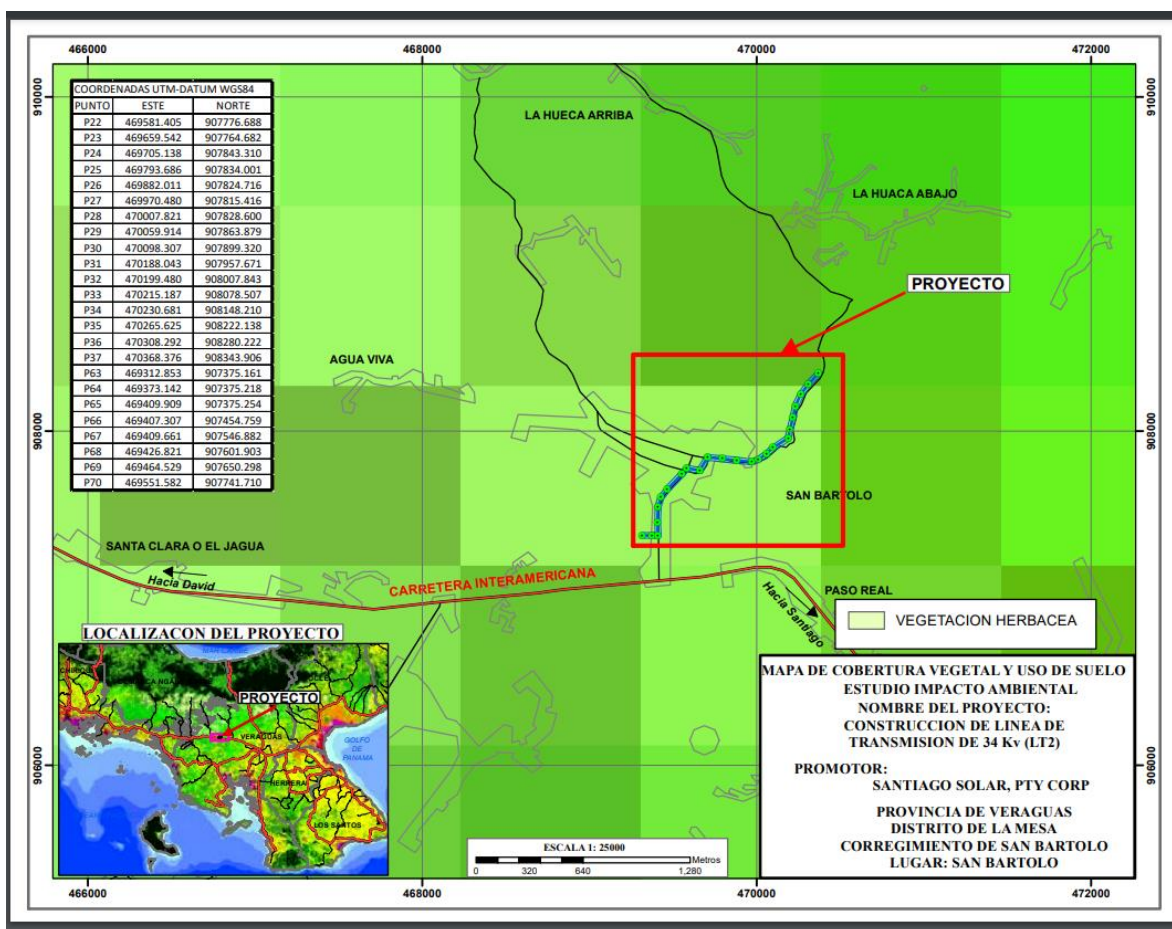 466000 468000 470000 472000
910000 910000
908000 908000
906000 906000
COORDENADAS UTM-DATUM WGS84
PUNTO ESTE NORTE
P22 469581.405 907776.688
P23 469659.542 907764.682
P24 469705.138 907843.310
P25 469793.686 907834.001
P26 469882.011 907824.716
P27 469970.480 907815.416
P28 470007.821 907828.600
P29 470059.914 907863.879
P30 470098.307 907899.320
P31 470188.043 907957.671
P32 470199.480 908007.843
P33 470215.187 908078.507
P34 470230.681 908148.210
P35 470265.625 908222.138
P36 470308.292 908280.222
P37 470368.376 908343.906
P63 469312.853 907375.161
P64 469373.142 907375.218
P65 469409.909 907375.254
P66 469407.307 907454.759
P67 469409.661 907546.882
P68 469426.821 907601.903
P69 469464.529 907650.298
P70 469551.582 907741.710
LA HUECA ARRIBA
LA HUACA ABAJO
PROYECTO
AGUA VIVA
SAN BARTOLO
SANTA CLARA O EL JAGUA
Hacia David
CARRETERA INTERAMERICANA
PASO REAL
Hacia Santiago
VEGETACION HERBACEA
LOCALIZACON DEL PROYECTO
PROYECTO
VERAGUAS
GOLFO
DE
PANAMA
HERRERA
LOS SANTOS
ESCALA 1: 25000
Metros
0 320 640 1,280
MAPA DE COBERTURA VEGETAL Y USO DE SUELO
ESTUDIO IMPACTO AMBIENTAL
NOMBRE DEL PROYECTO:
CONSTRUCCION DE LINEA DE
TRANSMISION DE 34 Kv (LT2)
PROMOTOR:
SANTIAGO SOLAR, PTY CORP
PROVINCIA DE VERAGUAS
DISTRITO DE LA MESA
CORREGIMIENTO DE SAN BARTOLO
LUGAR: SAN BARTOLO
466000 468000 470000 472000